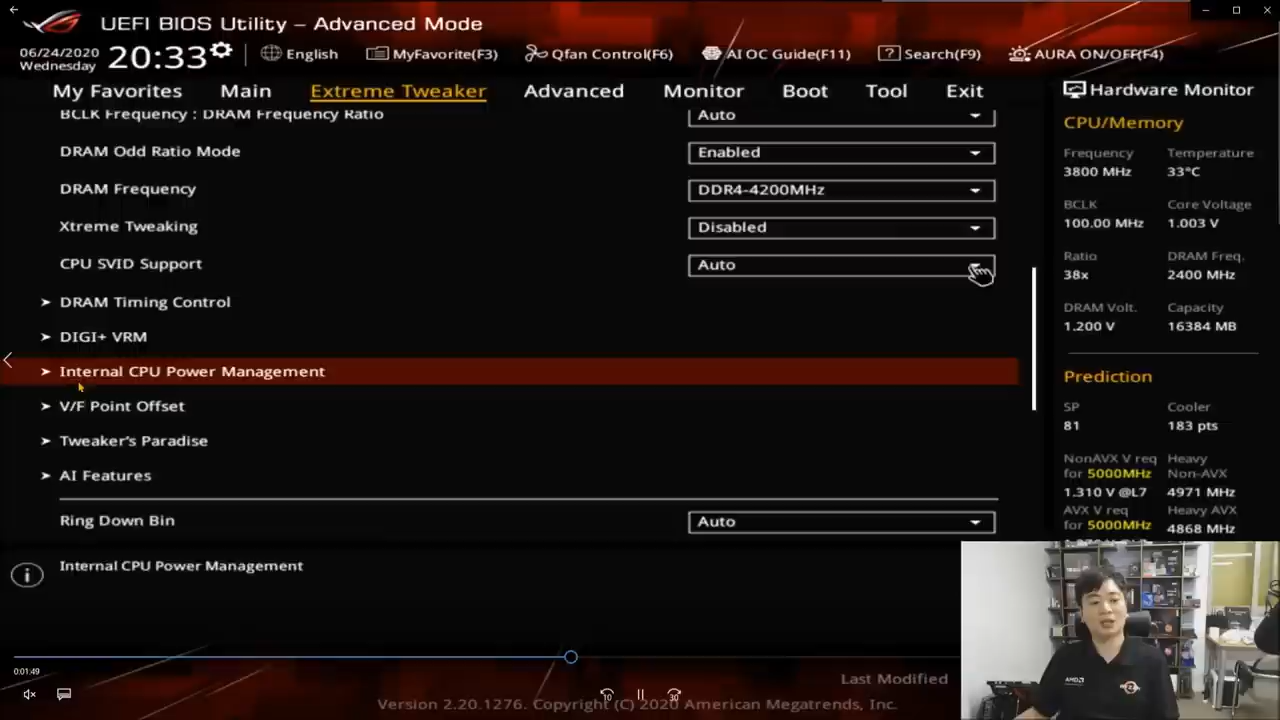 UEFI BIOS Utility – Advanced Mode
06/24/2020
Wednesday
20:33
English
MyFavorite(F3)
Qfan Control(F6)
AI OC Guide(F11)
Search(F9)
AURA ON/OFF(F4)
My Favorites
Main
Extreme Tweaker
Advanced
Monitor
Boot
Tool
Exit
BCLK Frequency : DRAM Frequency Ratio
Auto
DRAM Odd Ratio Mode
Enabled
DRAM Frequency
DDR4-4200MHz
Xtreme Tweaking
Disabled
CPU SVID Support
Auto
DRAM Timing Control
DIGI+ VRM
Internal CPU Power Management
V/F Point Offset
Tweaker's Paradise
AI Features
Ring Down Bin
Auto
Internal CPU Power Management
Hardware Monitor
CPU/Memory
Frequency Temperature
3800 MHz 33°C
BCLK Core Voltage
100.00 MHz 1.003 V
Ratio DRAM Freq.
38x 2400 MHz
DRAM Volt. Capacity
1.200 V 16384 MB
Prediction
SP Cooler
81 183 pts
NonAVX V req Heavy
for 5000MHz Non-AVX
1.310 V @L7 4971 MHz
AVX V req Heavy AVX
for 5000MHz 4868 MHz
AMD
0:01:49
10
30
Last Modified
Version 2.20.1276. Copyright (C) 2020 American Megatrends, Inc.